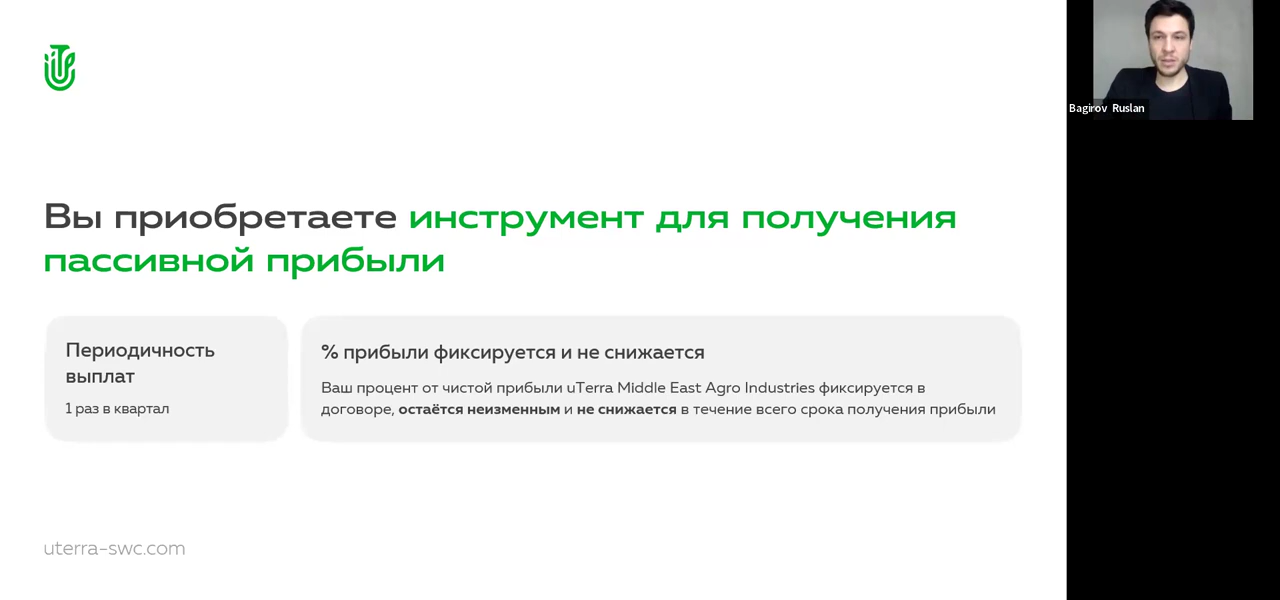 Bagirov Ruslan
Вы приобретаете инструмент для получения
пассивной прибыли
Периодичность
выплат
1 раз в квартал
% прибыли фиксируется и не снижается
Ваш процент от чистой прибыли uTerra Middle East Agro Industries фиксируется в
договоре, остаётся неизменным и не снижается в течение всего срока получения прибыли
uterra-swc.com